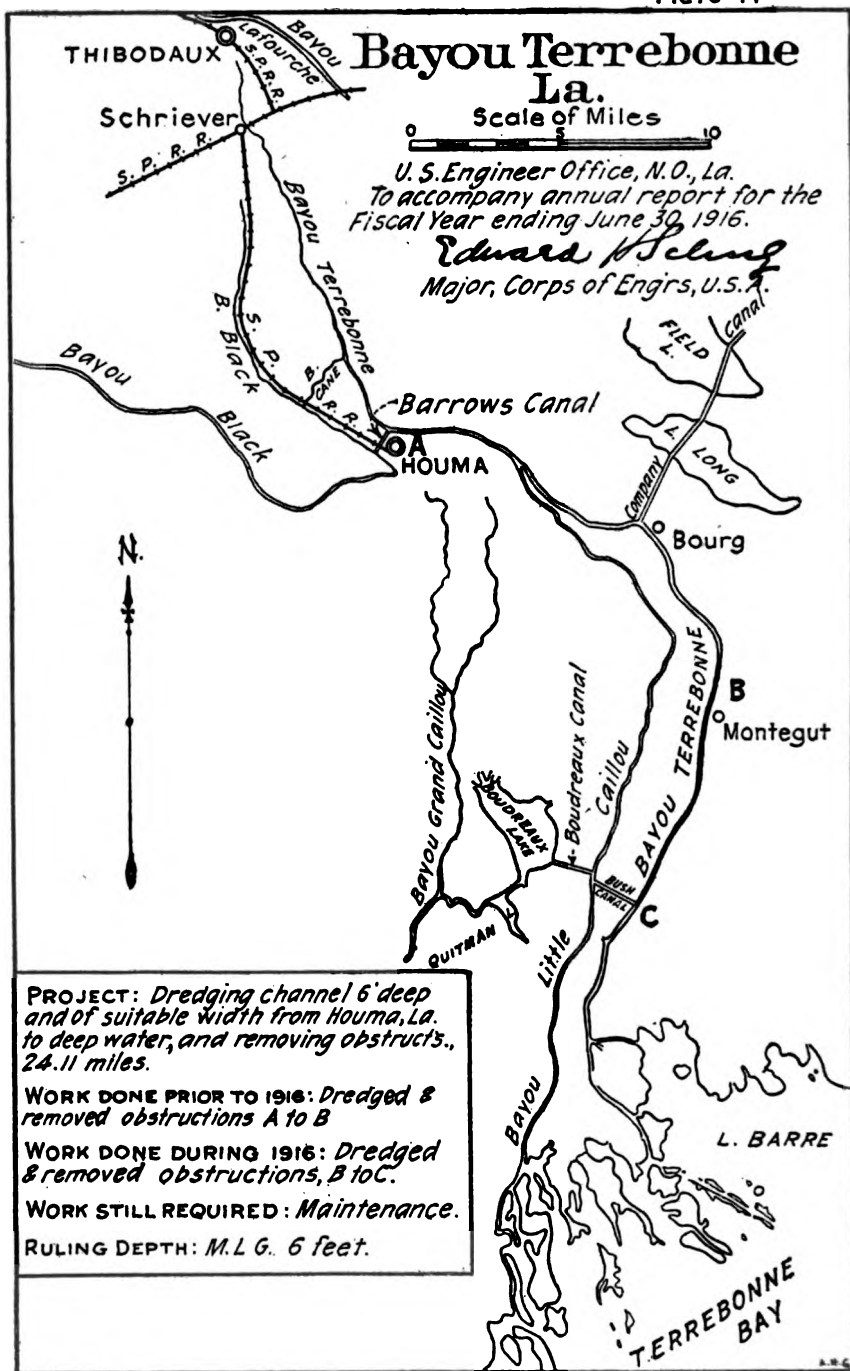 Bayou Terrebonne
La.
Scale of Miles
0 5 10
U.S. Engineer Office, N.O., La.
To accompany annual report for the
Fiscal Year ending June 30, 1916.
Edward
Major, Corps of Engrs, U.S.A.
THIBODAUX
Bayou
Lafourche
S.P.R.R.
Schriever
S. P. R. R.
Bayou Terrebonne
B. Black
S. P. R. R.
B. CANE
Bayou
Black
Barrows Canal
A
HOUMA
FIELD
L.
Canal
L. LONG
Company
Bourg
N.
BAYOU TERREBONNE
B
Montegut
Boudreaux Canal
Caillou
Bayou Grand Caillou
BOUDREAUX
LAKE
BUSH
CANAL
C
QUITMAN
Little
Bayou
L. BARRE
TERREBONNE
BAY
PROJECT: Dredging channel 6' deep
and of suitable width from Houma, La.
to deep water, and removing obstructs.,
24.11 miles.
WORK DONE PRIOR TO 1916: Dredged &
removed obstructions A to B
WORK DONE DURING 1916: Dredged
& removed obstructions, B to C.
WORK STILL REQUIRED: Maintenance.
RULING DEPTH: M.L.G. 6 feet.